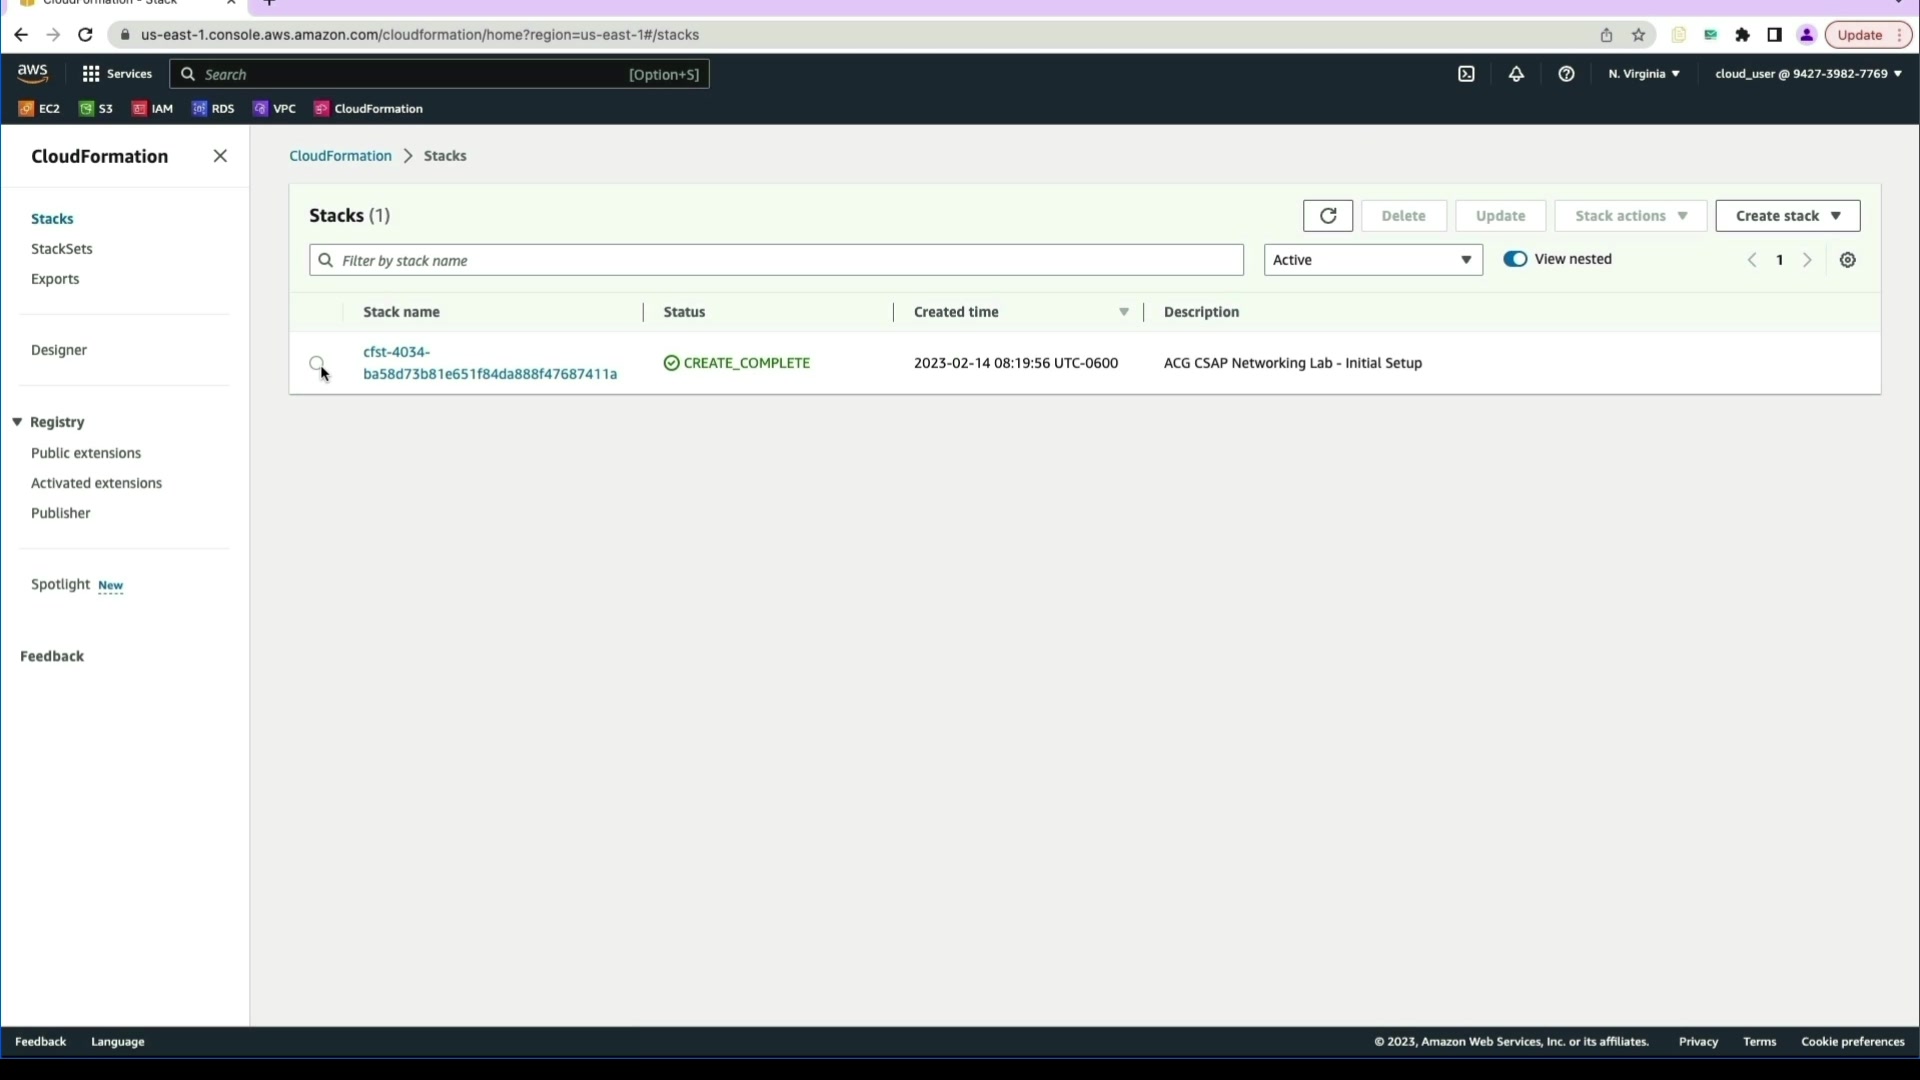 CloudFormation - Stack
us-east-1.console.aws.amazon.com/cloudformation/home?region=us-east-1#/stacks
Update
aws
Services
Search
[Option+S]
N. Virginia
cloud_user @ 9427-3982-7769
EC2
S3
IAM
RDS
VPC
CloudFormation
CloudFormation
Stacks
StackSets
Exports
Designer
Registry
Public extensions
Activated extensions
Publisher
Spotlight New
Feedback
CloudFormation > Stacks
Stacks (1)
Delete
Update
Stack actions
Create stack
Filter by stack name
Active
View nested
1
Stack name
Status
Created time
Description
cfst-4034-
ba58d73b81e651f84da888f47687411a
CREATE_COMPLETE
2023-02-14 08:19:56 UTC-0600
ACG CSAP Networking Lab - Initial Setup
Feedback
Language
© 2023, Amazon Web Services, Inc. or its affiliates.
Privacy
Terms
Cookie preferences